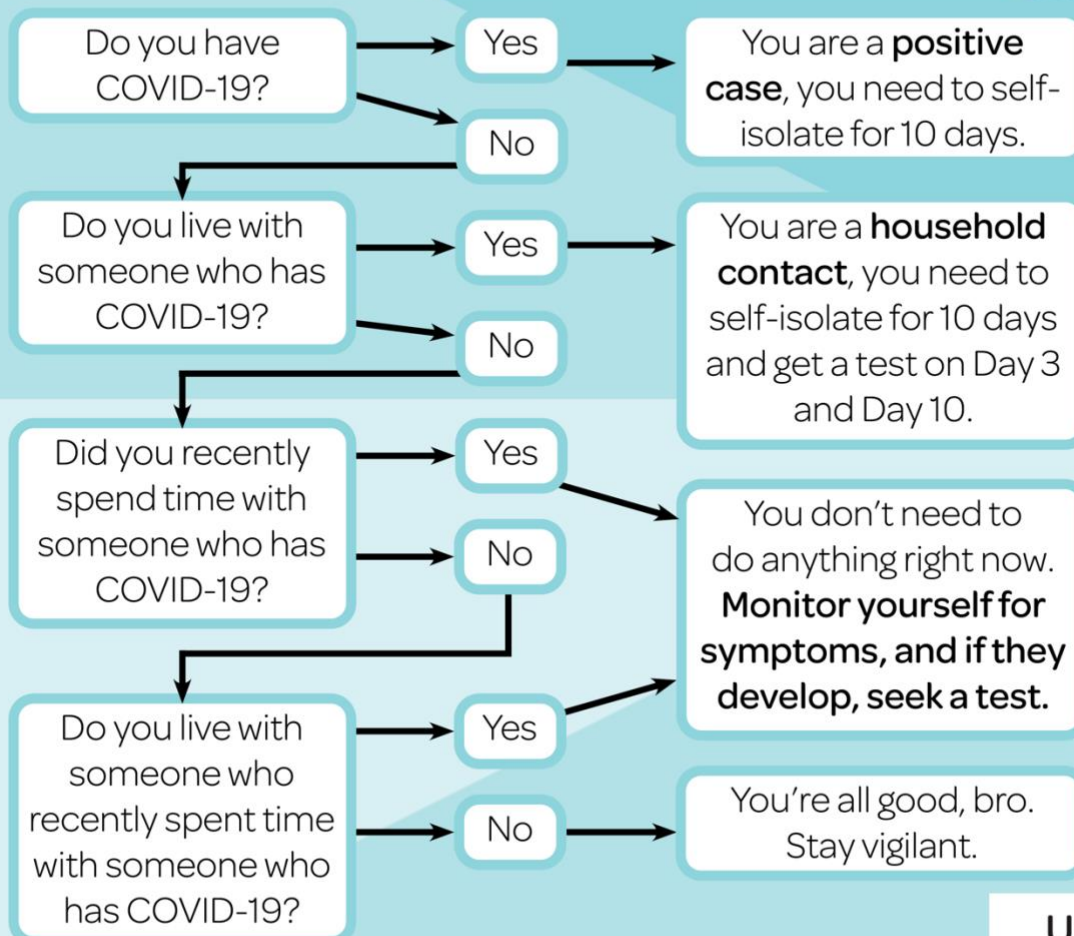 Do you have
COVID-19?
Yes
You are a positive
case, you need to self-
isolate for 10 days.
No
Do you live with
someone who has
COVID-19?
Yes
You are a household
contact, you need to
self-isolate for 10 days
and get a test on Day 3
and Day 10.
No
Did you recently
spend time with
someone who has
COVID-19?
Yes
You don't need to
do anything right now.
Monitor yourself for
symptoms, and if they
develop, seek a test.
No
Do you live with
someone who
recently spent time
with someone who
has COVID-19?
Yes
No
You're all good, bro.
Stay vigilant.